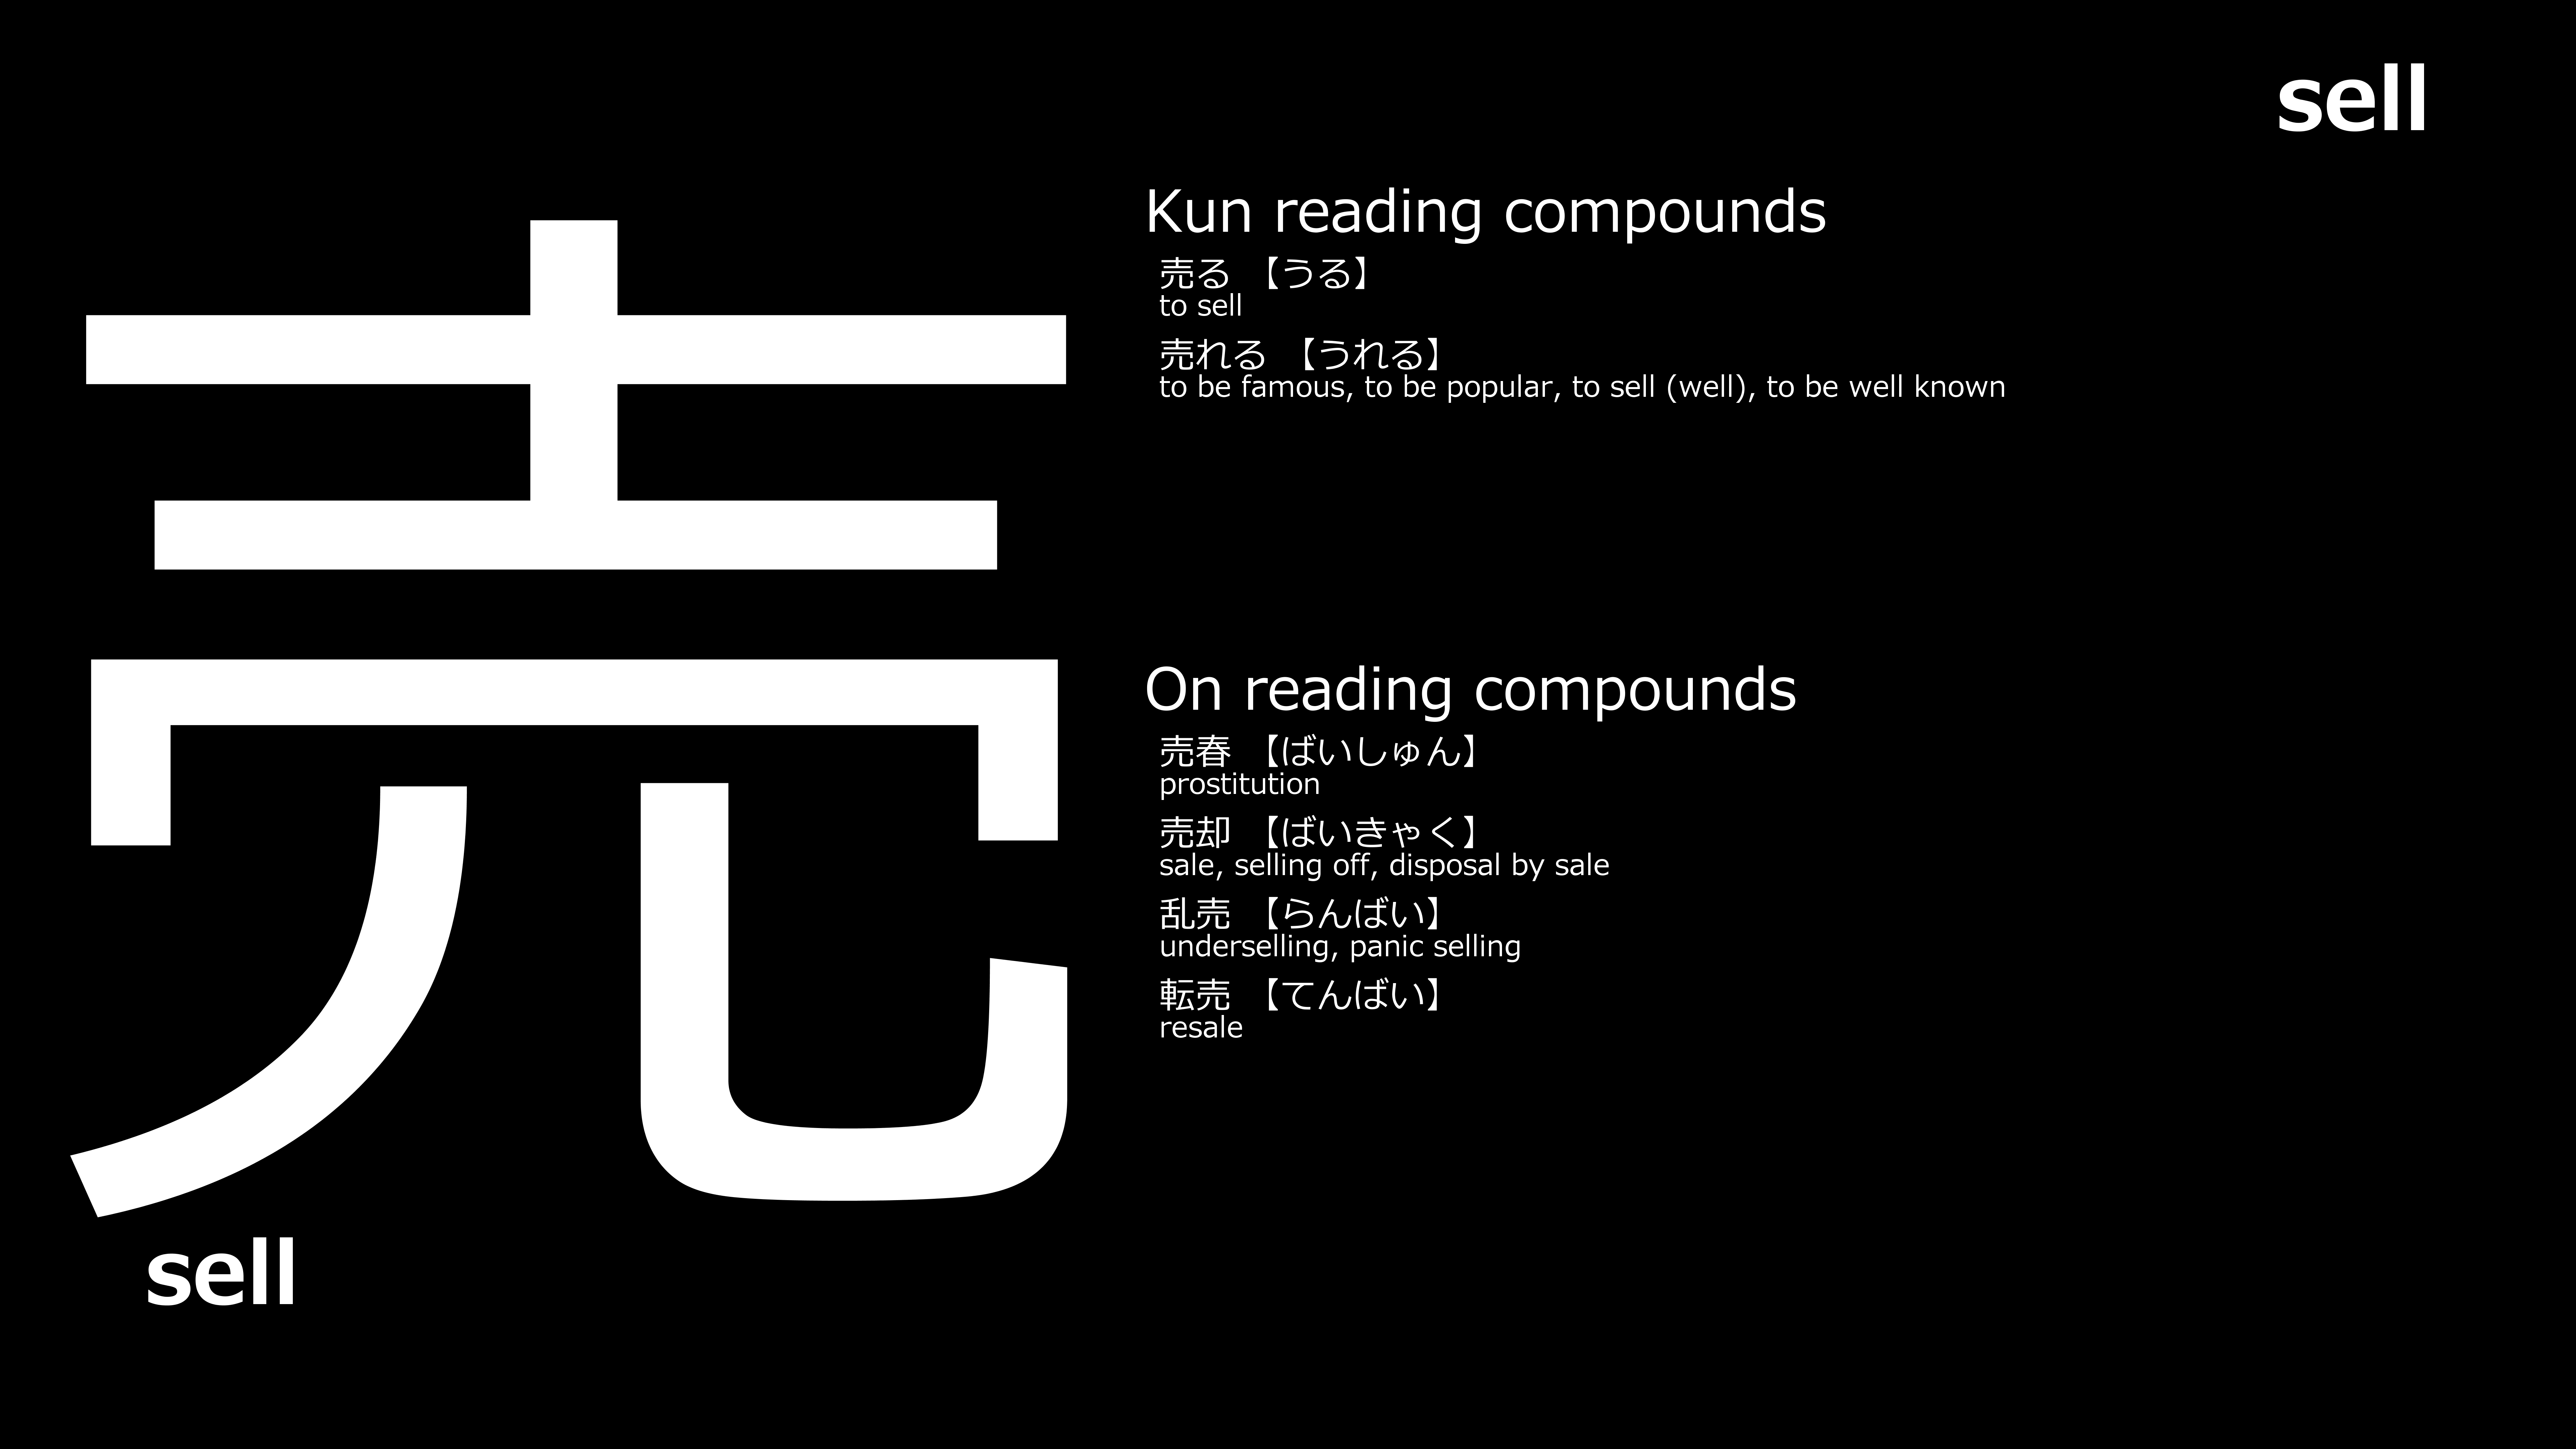 sell
売
Kun reading compounds
売る 【うる】
to sell
売れる 【うれる】
to be famous, to be popular, to sell (well), to be well known
On reading compounds
売春 【ばいしゅん】
prostitution
売却 【ばいきゃく】
sale, selling off, disposal by sale
乱売 【らんばい】
underselling, panic selling
転売 【てんばい】
resale
sell